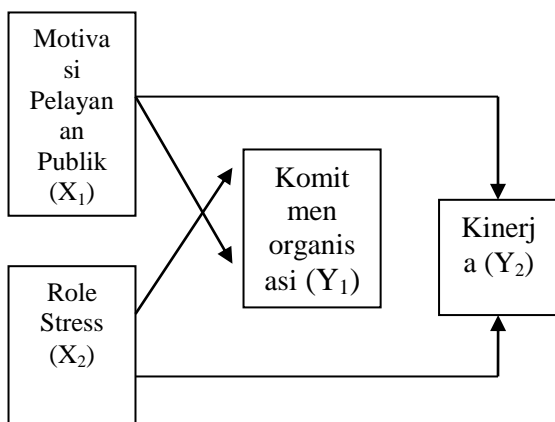 Motiva
si
Pelayan
an
Publik
(X₁)
Komit
men
organis
asi (Y₁)
Kinerj
a (Y₂)
Role
Stress
(X₂)